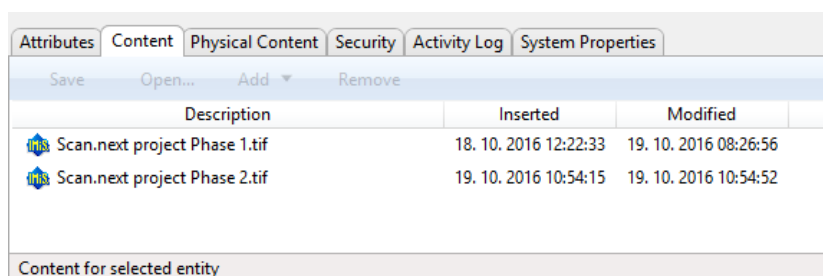 Attributes Content Physical Content Security Activity Log System Properties
Save Open... Add Remove
Description Inserted Modified
IMiS Scan.next project Phase 1.tif 18. 10. 2016 12:22:33 19. 10. 2016 08:26:56
IMiS Scan.next project Phase 2.tif 19. 10. 2016 10:54:15 19. 10. 2016 10:54:52
Content for selected entity